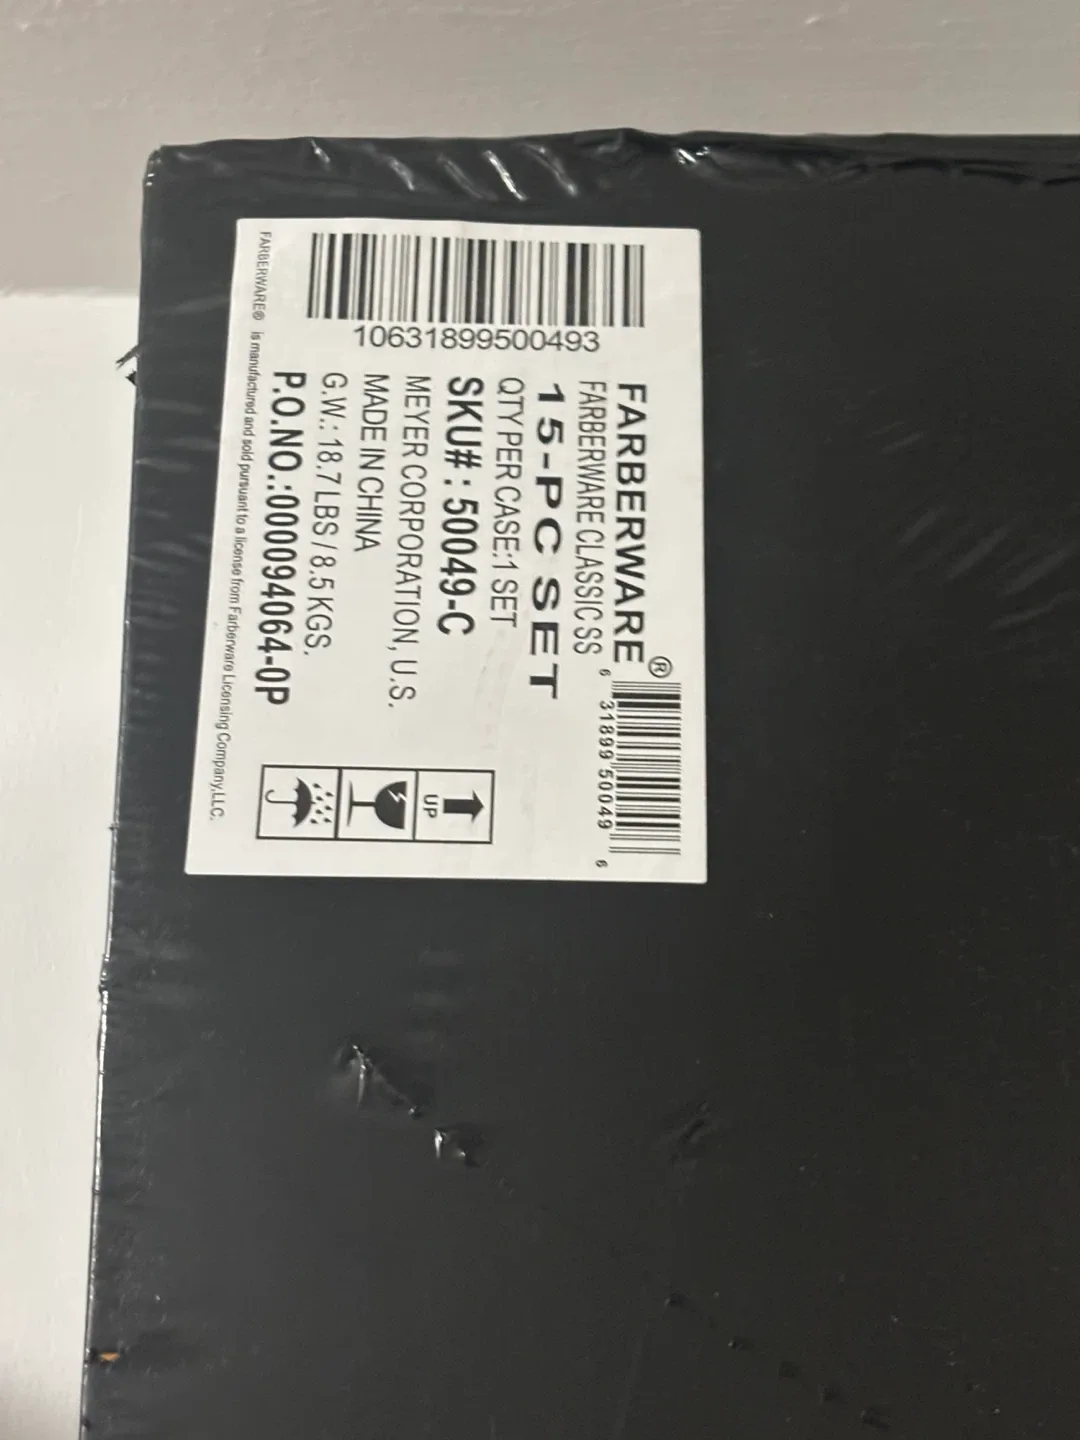 FARBERWARE®
FARBERWARE CLASSIC SS
15-PC SET
QTY PER CASE:1 SET
SKU# : 50049-C
MEYER CORPORATION, U.S.
MADE IN CHINA
G.W.: 18.7 LBS / 8.5 KGS.
P.O.NO.:000094064-0P
FARBERWARE® is manufactured and sold pursuant to a license from Farberware Licensing Company,LLC.
10631899500493
6 31899 50049 6
UP